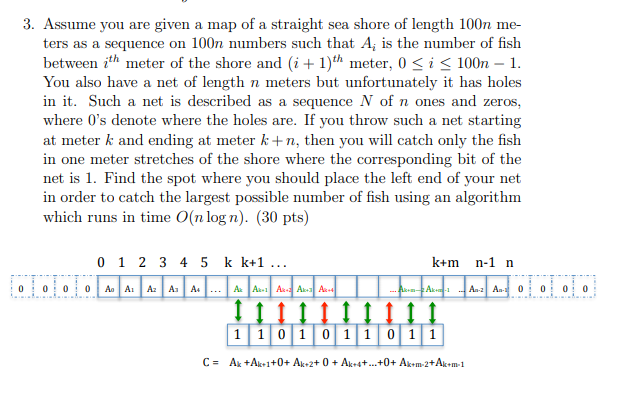 3. Assume you are given a map of a straight sea shore of length 100n me-
ters as a sequence on 100n numbers such that Aᵢ is the number of fish
between iᵗʰ meter of the shore and (i + 1)ᵗʰ meter, 0 ≤ i ≤ 100n − 1.
You also have a net of length n meters but unfortunately it has holes
in it. Such a net is described as a sequence N of n ones and zeros,
where 0's denote where the holes are. If you throw such a net starting
at meter k and ending at meter k + n, then you will catch only the fish
in one meter stretches of the shore where the corresponding bit of the
net is 1. Find the spot where you should place the left end of your net
in order to catch the largest possible number of fish using an algorithm
which runs in time O(n log n). (30 pts)
0 1 2 3 4 5 k k+1 ... k+m n-1 n
0 0 0 0 A0 A1 A2 A3 A4 ... Ak Ak+1 Ak+2 Ak+3 Ak+4 ... An-2 An-1 0 0 0 0
1 1 0 1 0 1 1 0 1 1
C = Ak +Ak+1+0+ Ak+2+ 0 + Ak+4+...+0+ Ak+m-2+Ak+m-1